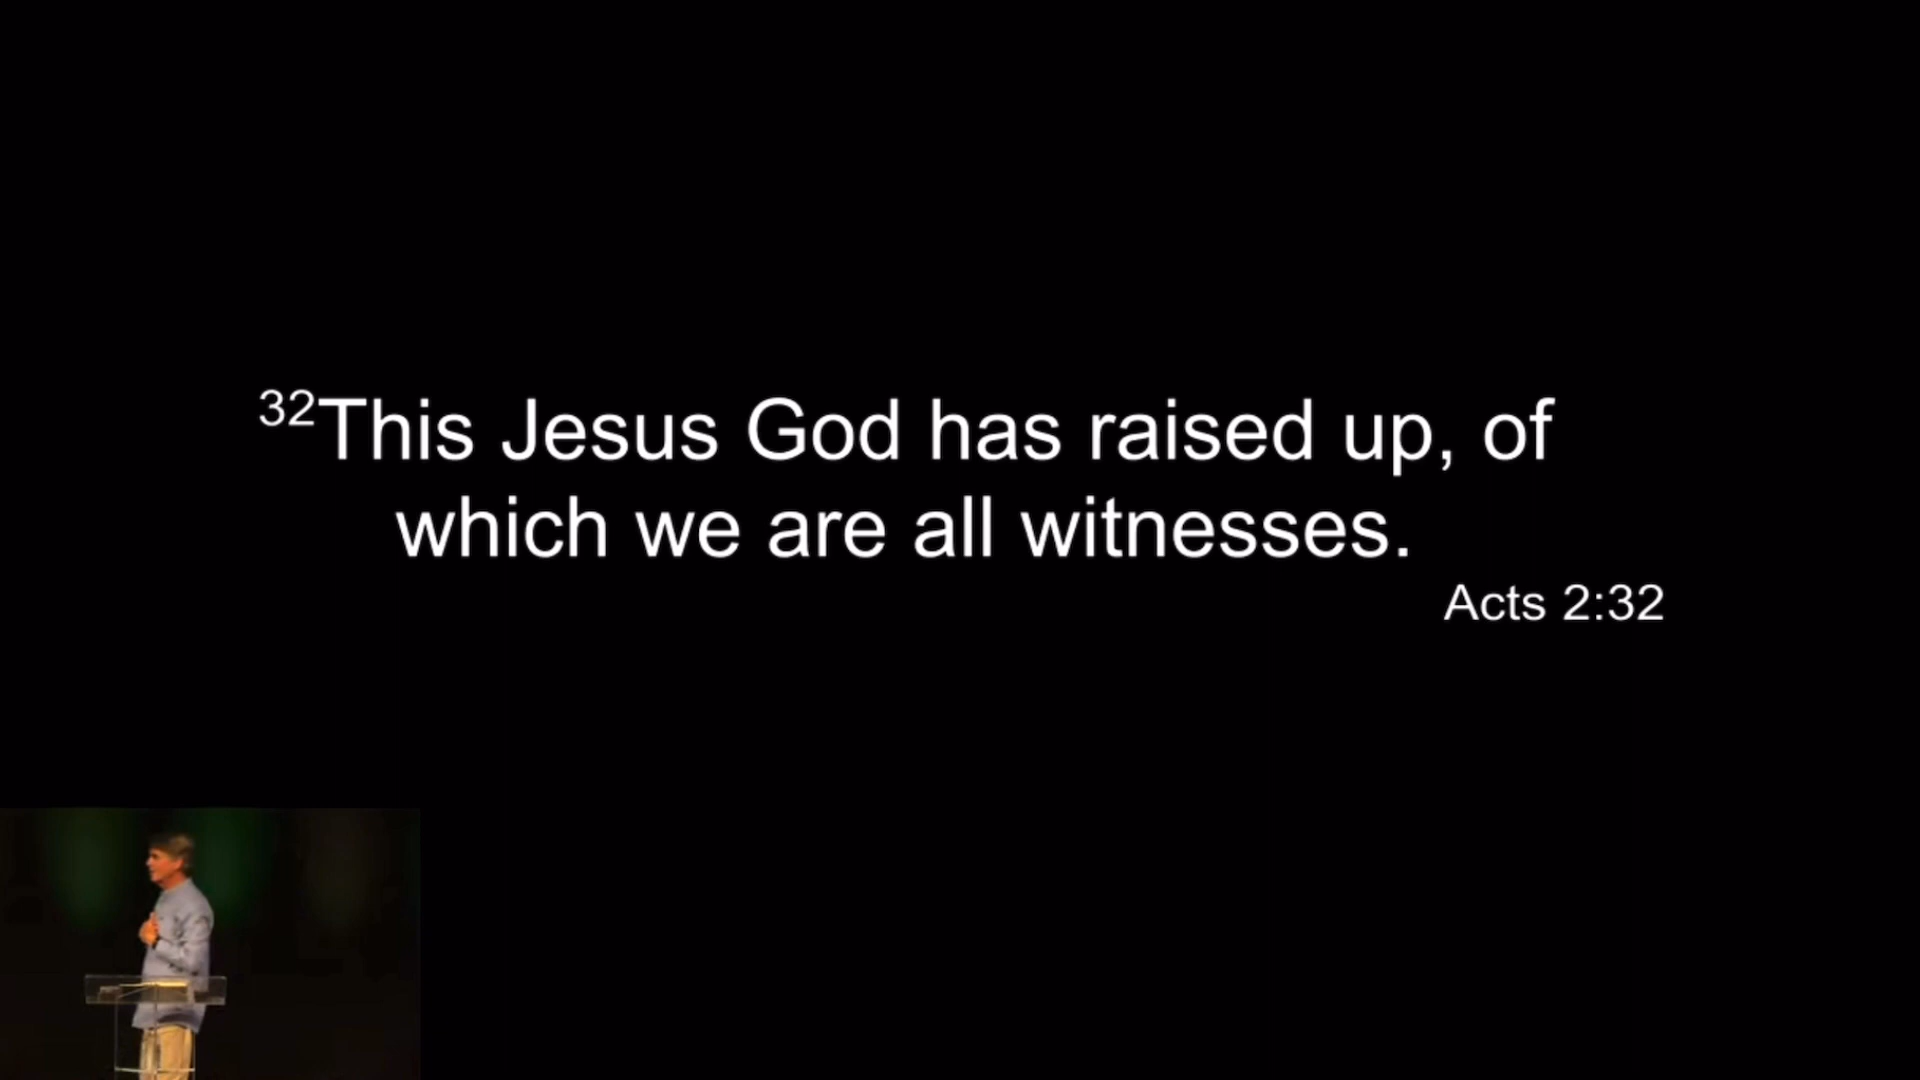 32This Jesus God has raised up, of
which we are all witnesses.
Acts 2:32